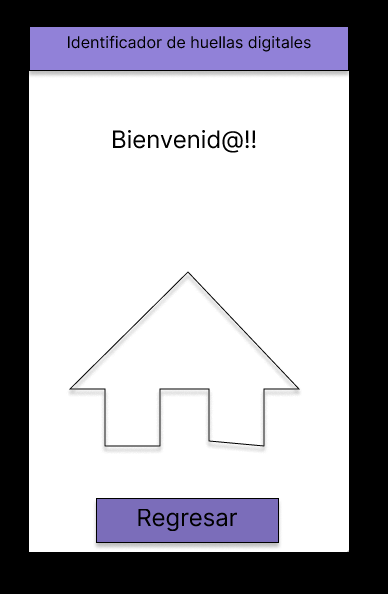 Identificador de huellas digitales
Bienvenid@!!
Regresar